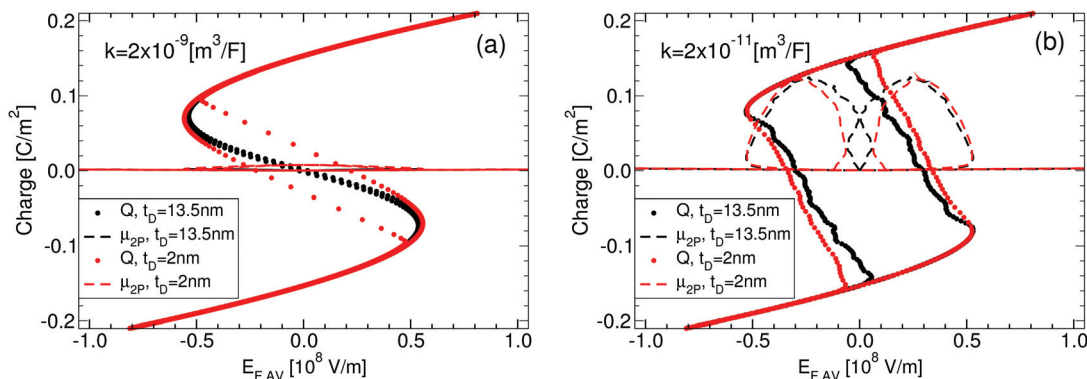 k=2x10⁻⁹[m³/F]
(a)
Charge [C/m²]
0.2
0.1
0.0
-0.1
-0.2
Q, t_D=13.5nm
μ_2P, t_D=13.5nm
Q, t_D=2nm
μ_2P, t_D=2nm
-1.0 -0.5 0.0 0.5 1.0
E_F,AV [10⁸ V/m]
k=2x10⁻¹¹[m³/F]
(b)
Charge [C/m²]
0.2
0.1
0.0
-0.1
-0.2
Q, t_D=13.5nm
μ_2P, t_D=13.5nm
Q, t_D=2nm
μ_2P, t_D=2nm
-1.0 -0.5 0.0 0.5 1.0
E_F,AV [10⁸ V/m]